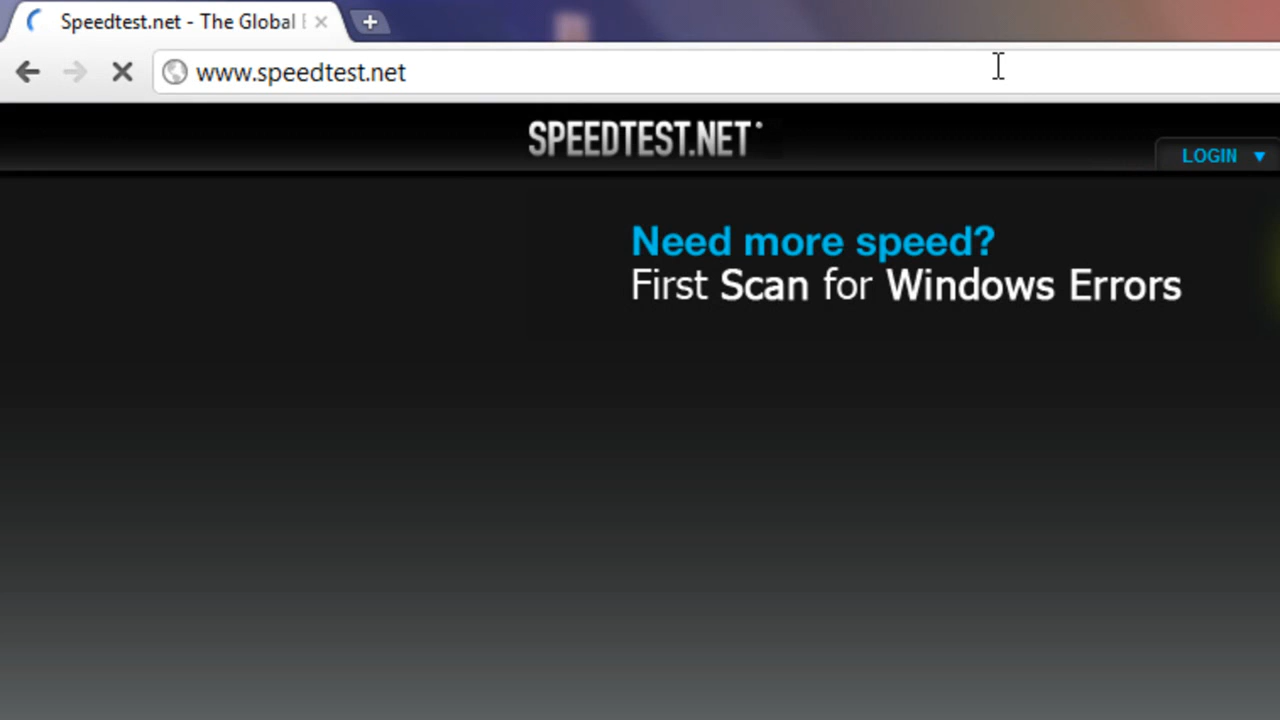 Speedtest.net - The Global
www.speedtest.net
SPEEDTEST.NET
LOGIN
Need more speed?
First Scan for Windows Errors